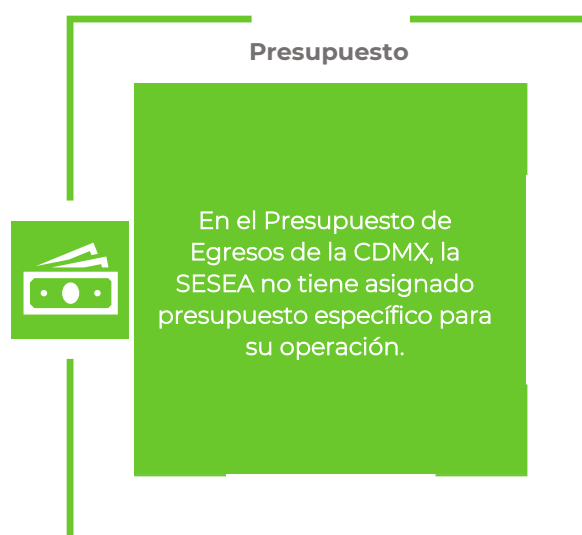 Presupuesto
En el Presupuesto de
Egresos de la CDMX, la
SESEA no tiene asignado
presupuesto específico para
su operación.